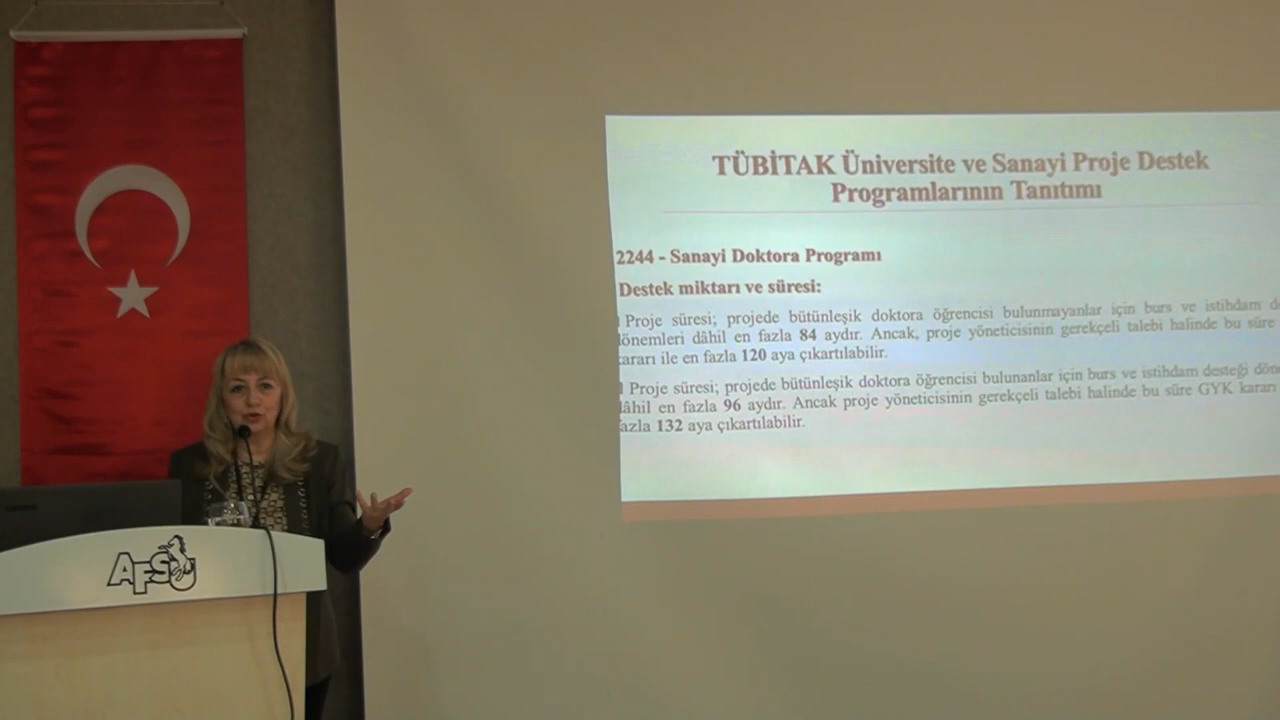 TÜBİTAK Üniversite ve Sanayi Proje Destek
Programlarının Tanıtımı
2244 - Sanayi Doktora Programı
Destek miktarı ve süresi:
Proje süresi; projede bütünleşik doktora öğrencisi bulunmayanlar için burs ve istihdam
dâhil en fazla 84 aydır. Ancak, proje yöneticisinin gerekçeli talebi halinde bu süre
ile en fazla 120 aya çıkartılabilir.
Proje süresi; projede bütünleşik doktora öğrencisi bulunanlar için burs ve istihdam desteği
en fazla 96 aydır. Ancak proje yöneticisinin gerekçeli talebi halinde bu süre GYK kararı
132 aya çıkartılabilir.
AFSÜ